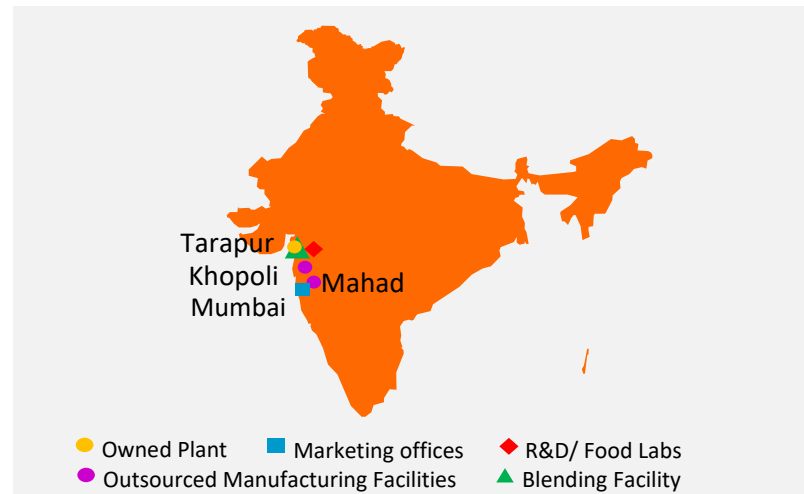 Tarapur
Khopoli
Mahad
Mumbai
Owned Plant
Marketing offices
R&D/ Food Labs
Outsourced Manufacturing Facilities
Blending Facility